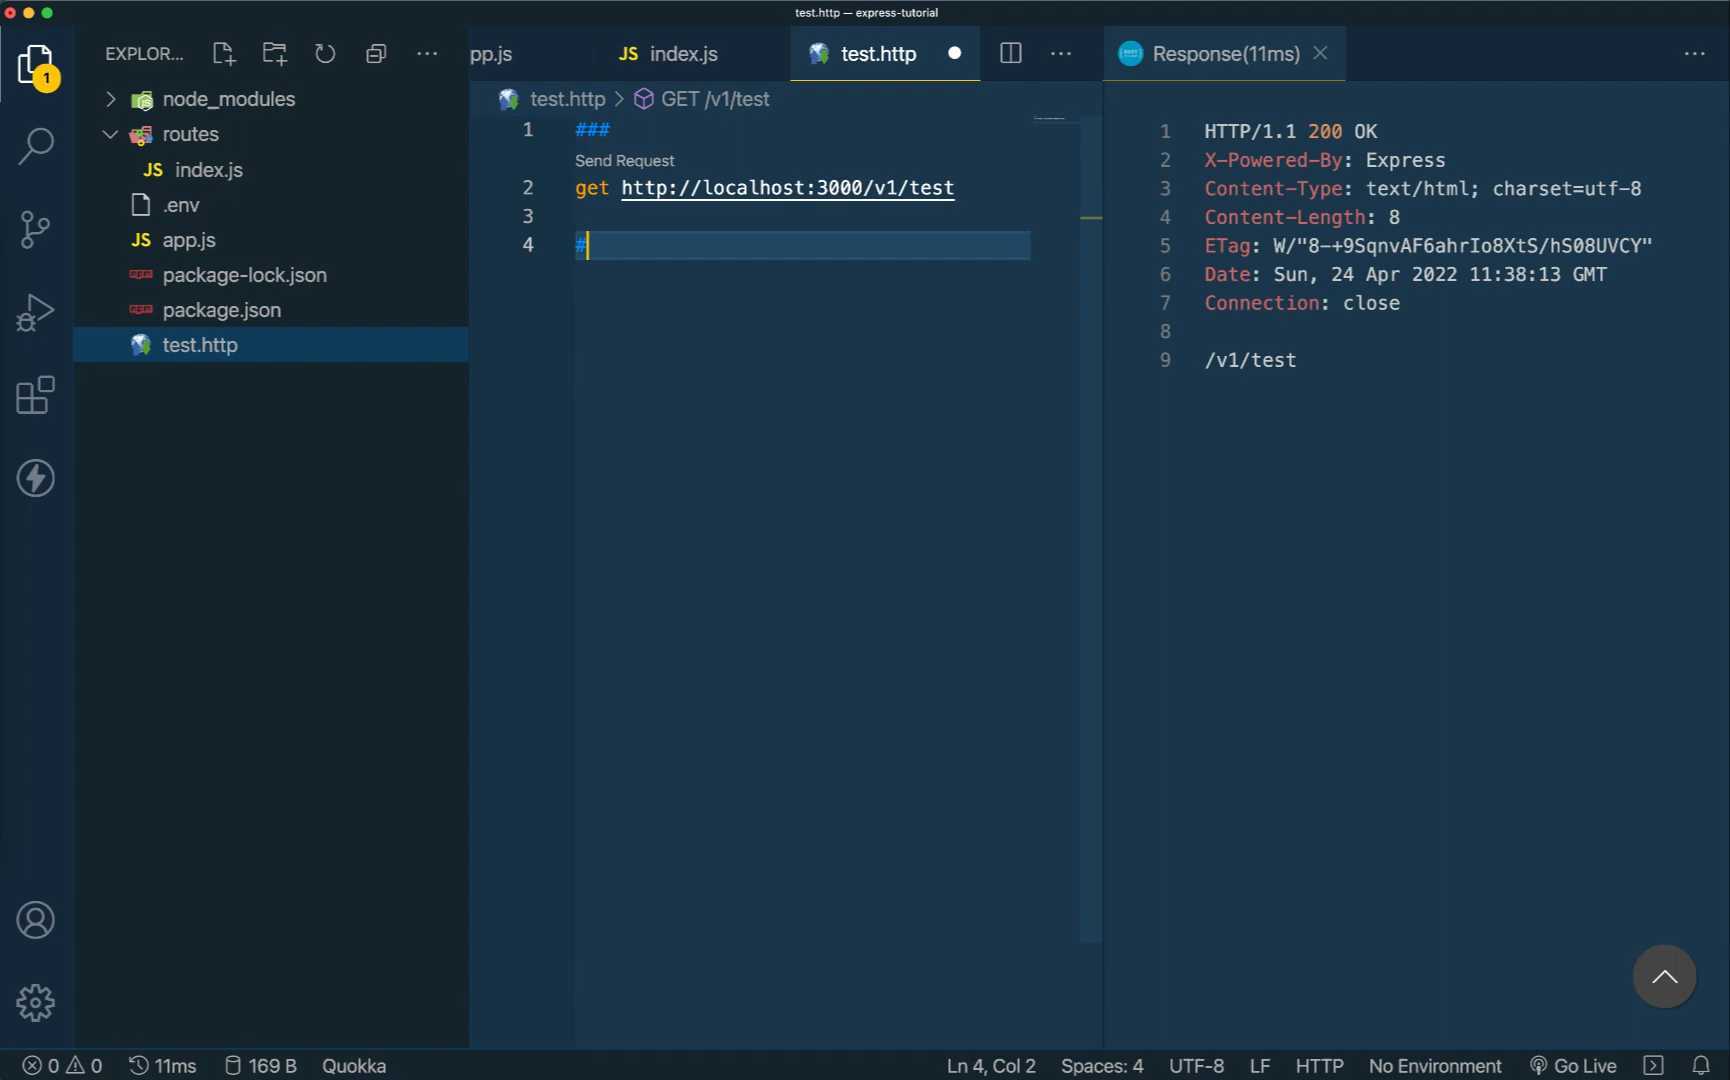 test.http — express-tutorial
EXPLOR...
1
node_modules
routes
JS index.js
.env
JS app.js
package-lock.json
package.json
test.http
pp.js
JS index.js
test.http
test.http > GET /v1/test
1 ###
Send Request
2 get http://localhost:3000/v1/test
3
4 #
Response(11ms)
1 HTTP/1.1 200 OK
2 X-Powered-By: Express
3 Content-Type: text/html; charset=utf-8
4 Content-Length: 8
5 ETag: W/"8-+9SqnvAF6ahrIo8XtS/hS08UVCY"
6 Date: Sun, 24 Apr 2022 11:38:13 GMT
7 Connection: close
8
9 /v1/test
0 0 11ms 169 B Quokka Ln 4, Col 2 Spaces: 4 UTF-8 LF HTTP No Environment Go Live